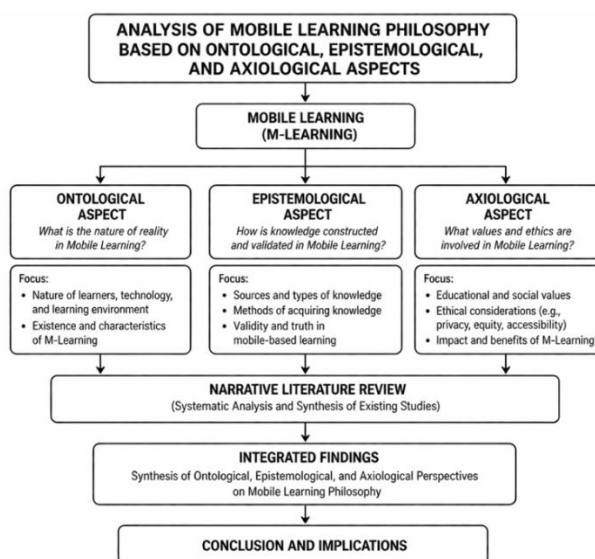 ANALYSIS OF MOBILE LEARNING PHILOSOPHY
BASED ON ONTOLOGICAL, EPISTEMOLOGICAL,
AND AXIOLOGICAL ASPECTS
MOBILE LEARNING
(M-LEARNING)
ONTOLOGICAL
ASPECT
What is the nature of reality
in Mobile Learning?
Focus:
• Nature of learners, technology,
and learning environment
• Existence and characteristics
of M-Learning
EPISTEMOLOGICAL
ASPECT
How is knowledge constructed
and validated in Mobile Learning?
Focus:
• Sources and types of knowledge
• Methods of acquiring knowledge
• Validity and truth in
mobile-based learning
AXIOLOGICAL
ASPECT
What values and ethics are
involved in Mobile Learning?
Focus:
• Educational and social values
• Ethical considerations (e.g.,
privacy, equity, accessibility)
• Impact and benefits of M-Learning
NARRATIVE LITERATURE REVIEW
(Systematic Analysis and Synthesis of Existing Studies)
INTEGRATED FINDINGS
Synthesis of Ontological, Epistemological, and Axiological Perspectives
on Mobile Learning Philosophy
CONCLUSION AND IMPLICATIONS